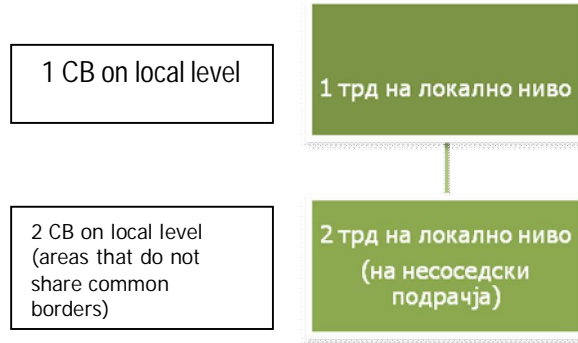 1 CB on local level
1 трд на локално ниво
2 CB on local level
(areas that do not
share common
borders)
2 трд на локално ниво
(на несоседски
подрачја)